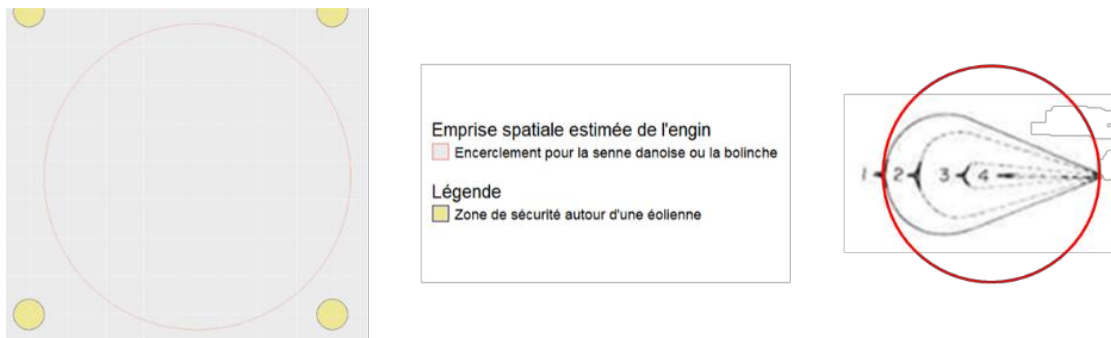 Emprise spatiale estimée de l'engin
Encerclement pour la senne danoise ou la bolinche
Légende
Zone de sécurité autour d'une éolienne
1 2 3 4